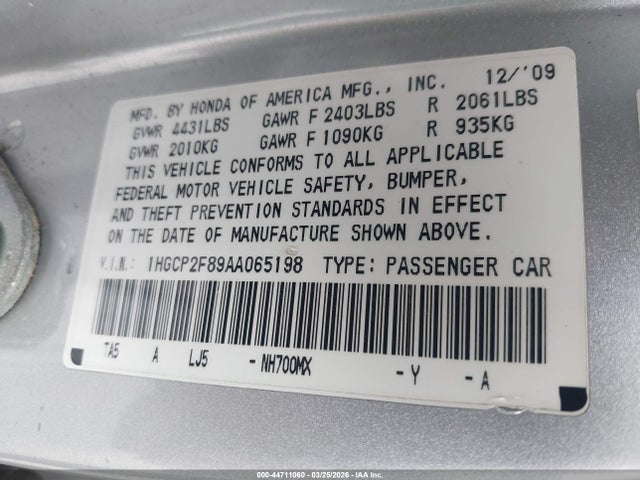 MFD. BY HONDA OF AMERICA MFG., INC. 12/'09
GVWR 4431LBS GAWR F 2403LBS R 2061LBS
GVWR 2010KG GAWR F 1090KG R 935KG
THIS VEHICLE CONFORMS TO ALL APPLICABLE
FEDERAL MOTOR VEHICLE SAFETY, BUMPER,
AND THEFT PREVENTION STANDARDS IN EFFECT
ON THE DATE OF MANUFACTURE SHOWN ABOVE.
V.I.N.: 1HGCP2F89AA065198 TYPE: PASSENGER CAR
TA5 A LJ5 - NH700MX - Y - A
000-44711060 - 03/25/2026 - IAA Inc.